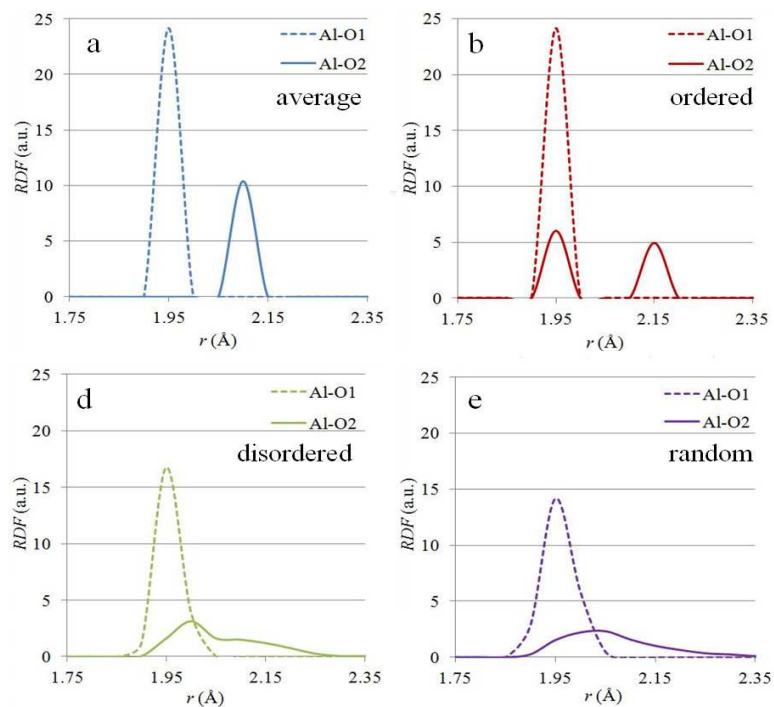 a
Al-O1
Al-O2
average
RDF (a.u.)
25
20
15
10
5
0
1.75 1.95 2.15 2.35
r (Å)
b
Al-O1
Al-O2
ordered
RDF (a.u.)
25
20
15
10
5
0
1.75 1.95 2.15 2.35
r (Å)
d
Al-O1
Al-O2
disordered
RDF (a.u.)
25
20
15
10
5
0
1.75 1.95 2.15 2.35
r (Å)
e
Al-O1
Al-O2
random
RDF (a.u.)
25
20
15
10
5
0
1.75 1.95 2.15 2.35
r (Å)